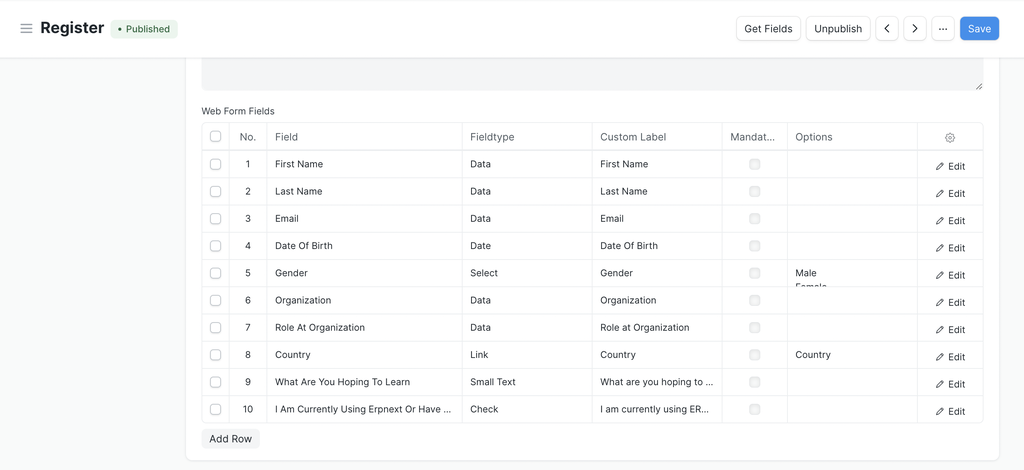 Register • Published Get Fields Unpublish ... Save
Web Form Fields
No. Field Fieldtype Custom Label Mandat... Options
1 First Name Data First Name Edit
2 Last Name Data Last Name Edit
3 Email Data Email Edit
4 Date Of Birth Date Date Of Birth Edit
5 Gender Select Gender Male Edit
Female
6 Organization Data Organization Edit
7 Role At Organization Data Role at Organization Edit
8 Country Link Country Country Edit
9 What Are You Hoping To Learn Small Text What are you hoping to ... Edit
10 I Am Currently Using Erpnext Or Have ... Check I am currently using ER... Edit
Add Row